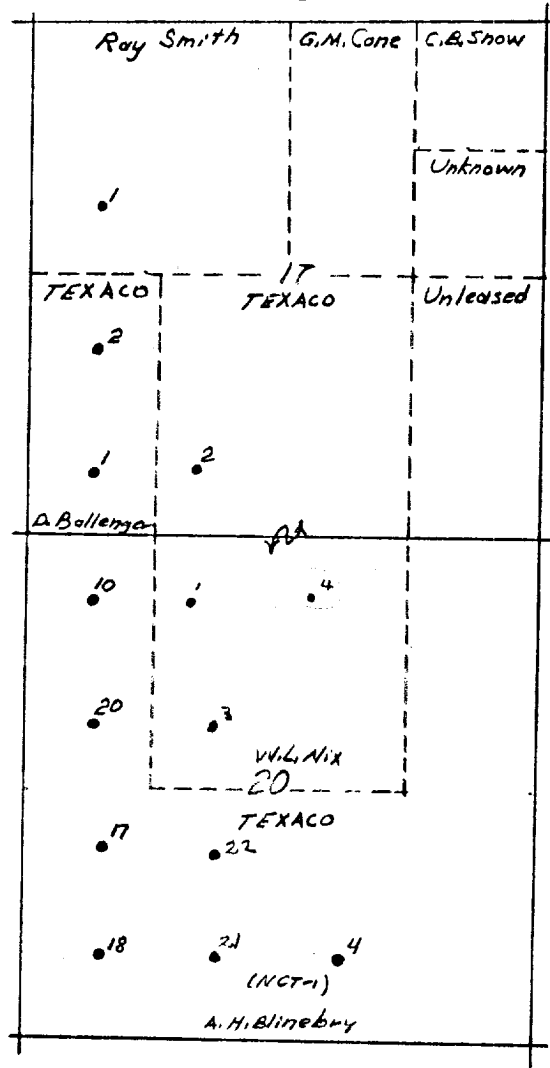 Ray Smith G.M. Cone C.B. Snow
Unknown
1
17
TEXACO TEXACO Unleased
2
1 2
D. Ballenger
10 1 4
20 3
W.L. Nix
20
TEXACO
17 22
18 21 4
(NCT-1)
A.H. Blinebry